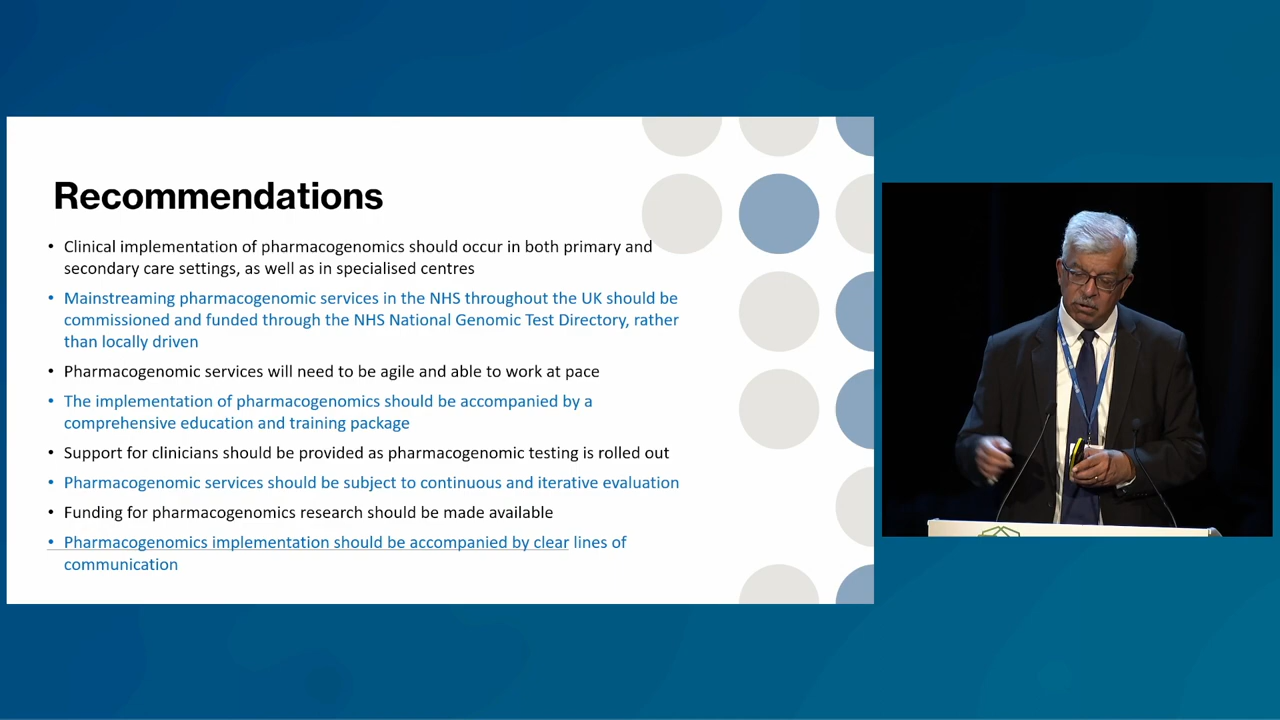 Recommendations
• Clinical implementation of pharmacogenomics should occur in both primary and
secondary care settings, as well as in specialised centres
• Mainstreaming pharmacogenomic services in the NHS throughout the UK should be
commissioned and funded through the NHS National Genomic Test Directory, rather
than locally driven
• Pharmacogenomic services will need to be agile and able to work at pace
• The implementation of pharmacogenomics should be accompanied by a
comprehensive education and training package
• Support for clinicians should be provided as pharmacogenomic testing is rolled out
• Pharmacogenomic services should be subject to continuous and iterative evaluation
• Funding for pharmacogenomics research should be made available
• Pharmacogenomics implementation should be accompanied by clear lines of
communication